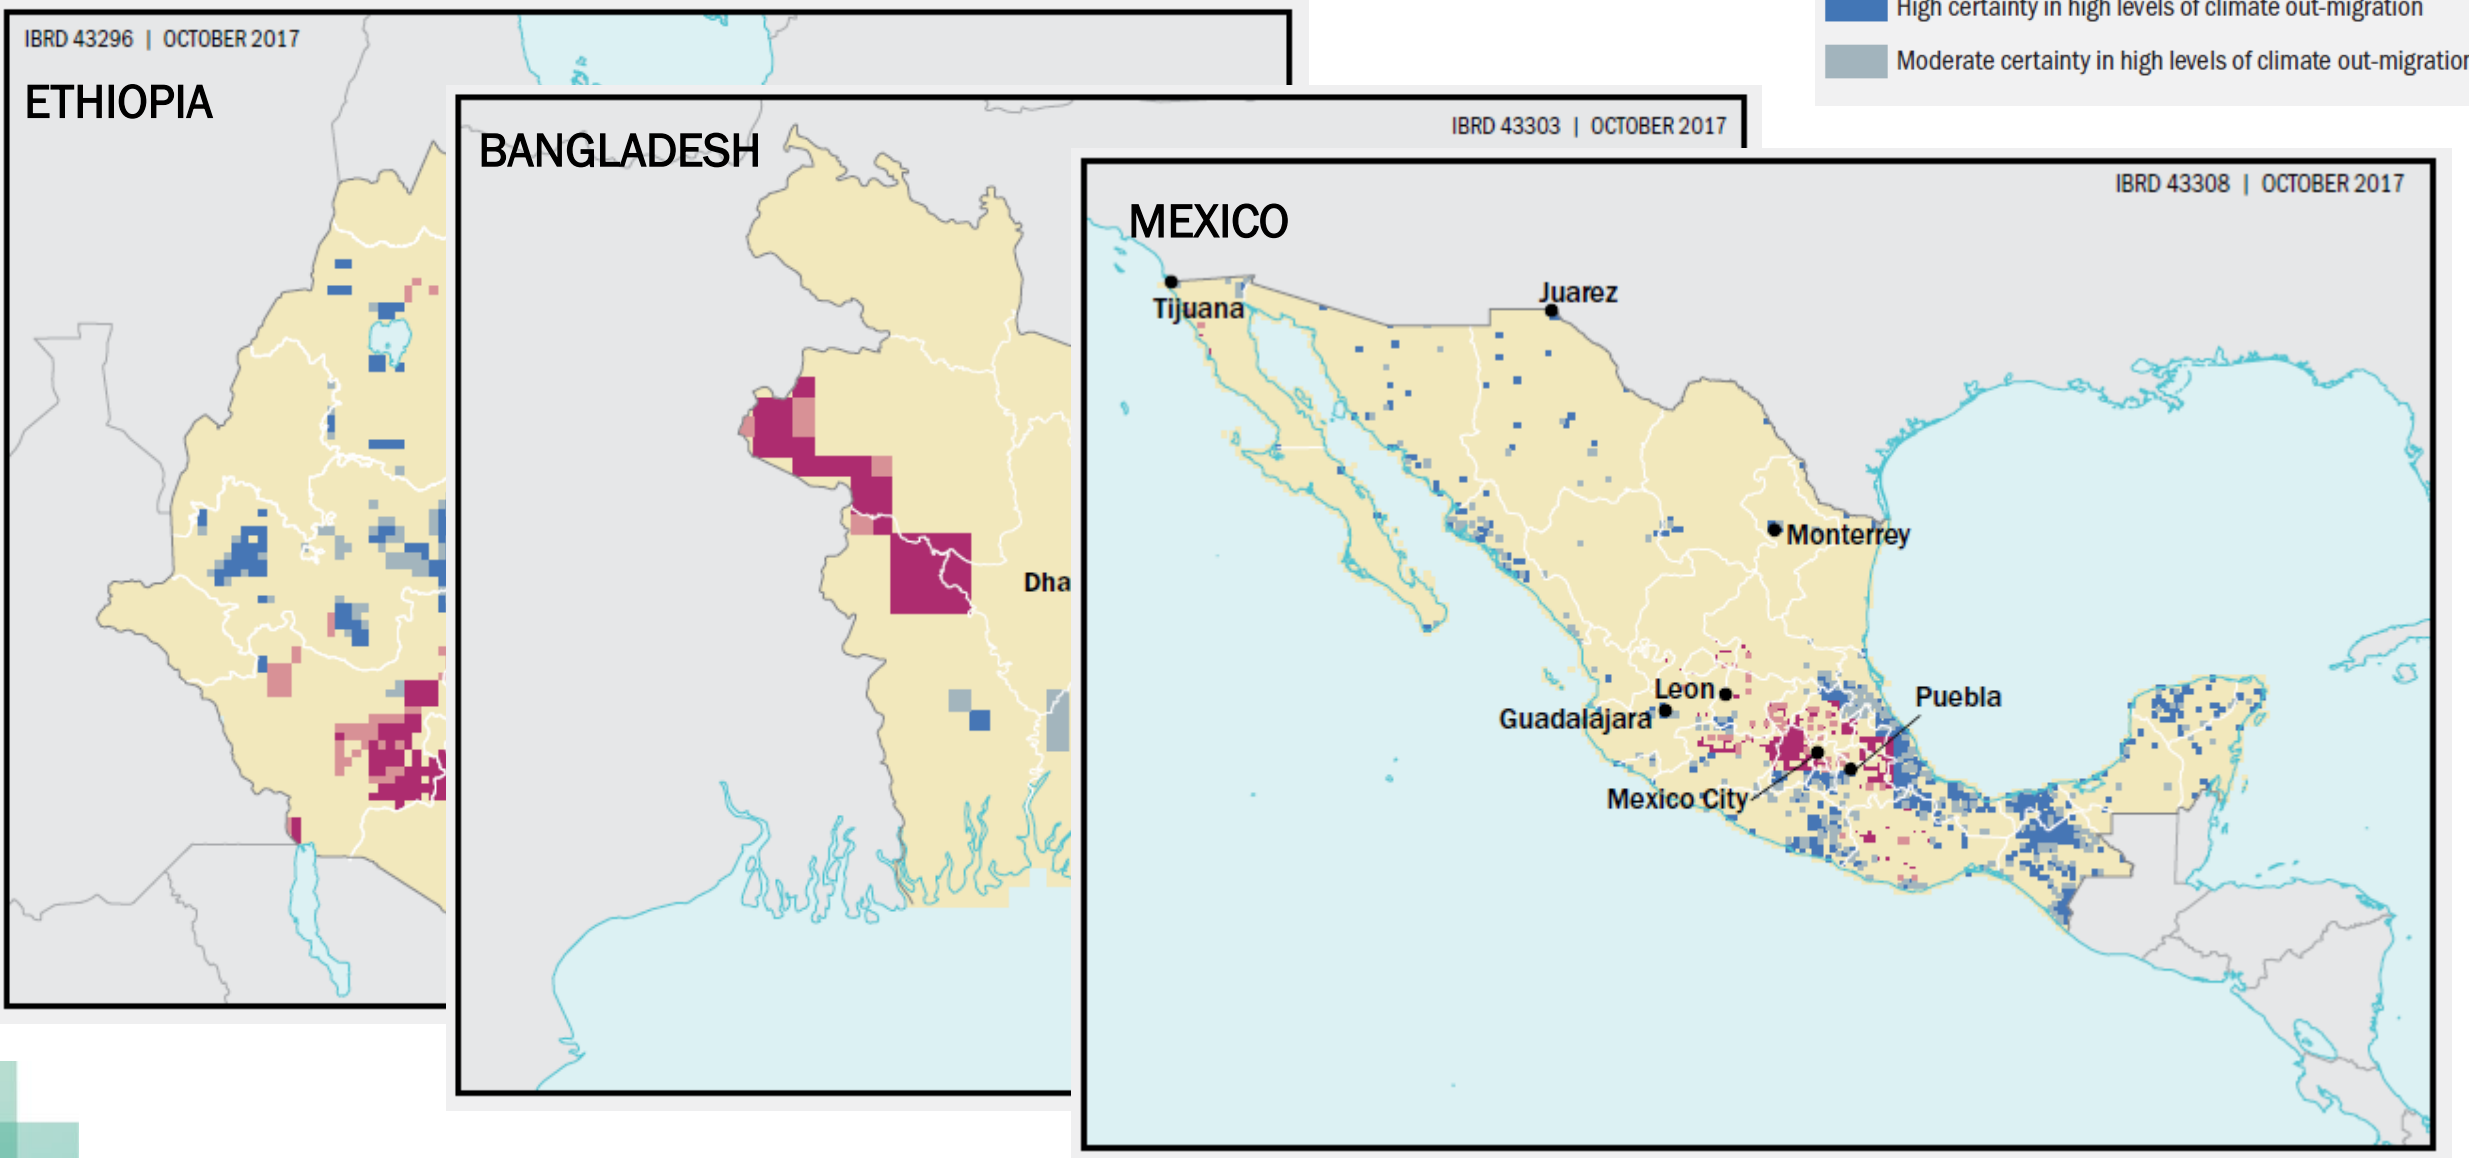 High certainty in high levels of climate out-migration
Moderate certainty in high levels of climate out-migration
IBRD 43296 | OCTOBER 2017
ETHIOPIA
IBRD 43303 | OCTOBER 2017
BANGLADESH
Dha
IBRD 43308 | OCTOBER 2017
MEXICO
Tijuana
Juarez
Monterrey
Leon
Puebla
Guadalajara
Mexico City